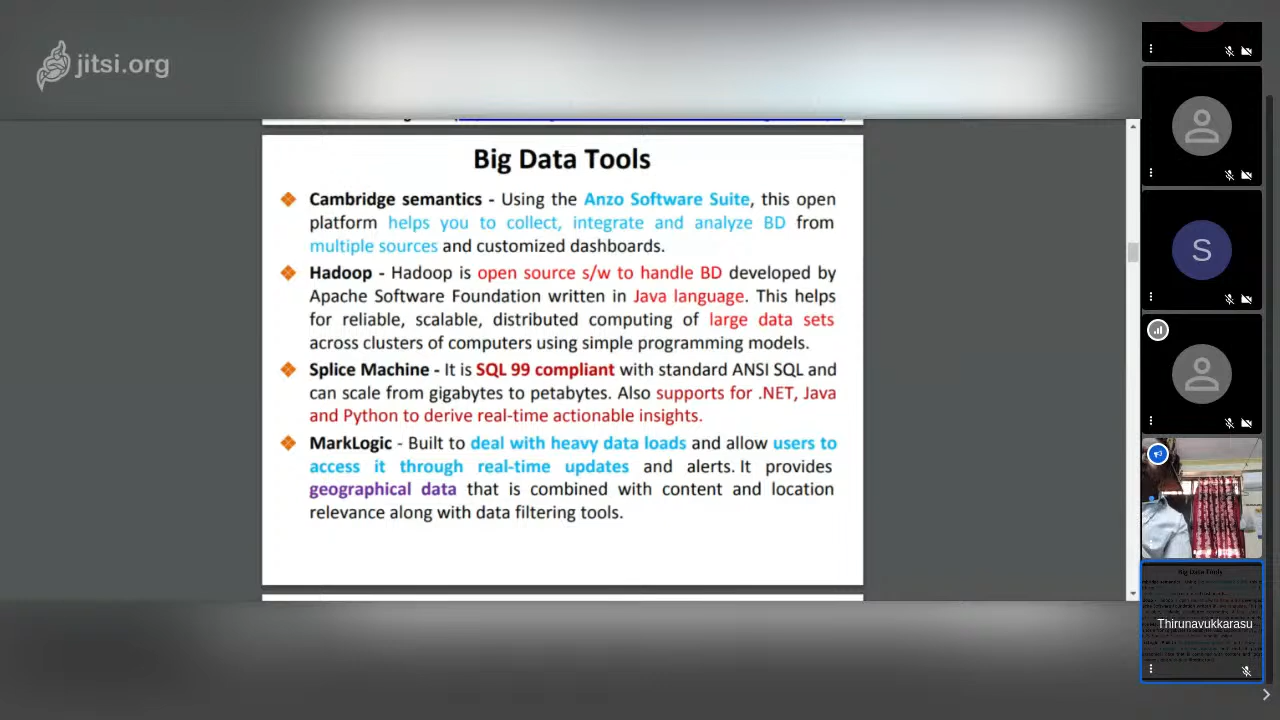 jitsi.org
Big Data Tools
Cambridge semantics - Using the Anzo Software Suite, this open
platform helps you to collect, integrate and analyze BD from
multiple sources and customized dashboards.
Hadoop - Hadoop is open source s/w to handle BD developed by
Apache Software Foundation written in Java language. This helps
for reliable, scalable, distributed computing of large data sets
across clusters of computers using simple programming models.
Splice Machine - It is SQL 99 compliant with standard ANSI SQL and
can scale from gigabytes to petabytes. Also supports for .NET, Java
and Python to derive real-time actionable insights.
MarkLogic - Built to deal with heavy data loads and allow users to
access it through real-time updates and alerts. It provides
geographical data that is combined with content and location
relevance along with data filtering tools.
S
Big Data Tools
Thirunavukkarasu